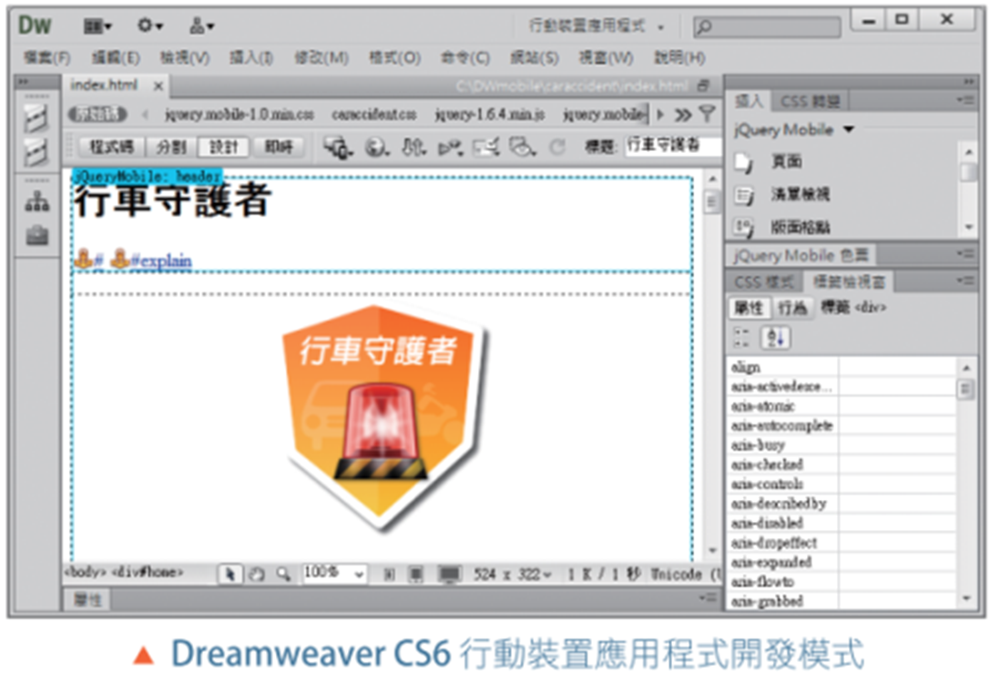 Dw
行動裝置應用程式
檔案(F) 編輯(E) 檢視(V) 插入(I) 修改(M) 格式(O) 命令(C) 網站(S) 視窗(W) 說明(H)
index.html × C:\DWmobile\caraccident\index.html
原始碼 jquery.mobile-1.0.min.css caraccident.css jquery-1.6.4.min.js jquery.mobile-
程式碼 分割 設計 即時 標題: 行車守護者
jQueryMobile: header
行車守護者
# #explain
行車守護者
<body> <div#home> 100% 524 x 322 1 K / 1 秒 Unicode (U
屬性
插入 CSS 轉變
jQuery Mobile
頁面
清單檢視
版面格點
jQuery Mobile 色票
CSS 樣式 標籤檢視窗
屬性 行為 標籤 <div>
align
aria-activedesce...
aria-atomic
aria-autocomplete
aria-busy
aria-checked
aria-controls
aria-describedby
aria-disabled
aria-dropeffect
aria-expanded
aria-flowto
aria-grabbed
▲ Dreamweaver CS6 行動裝置應用程式開發模式